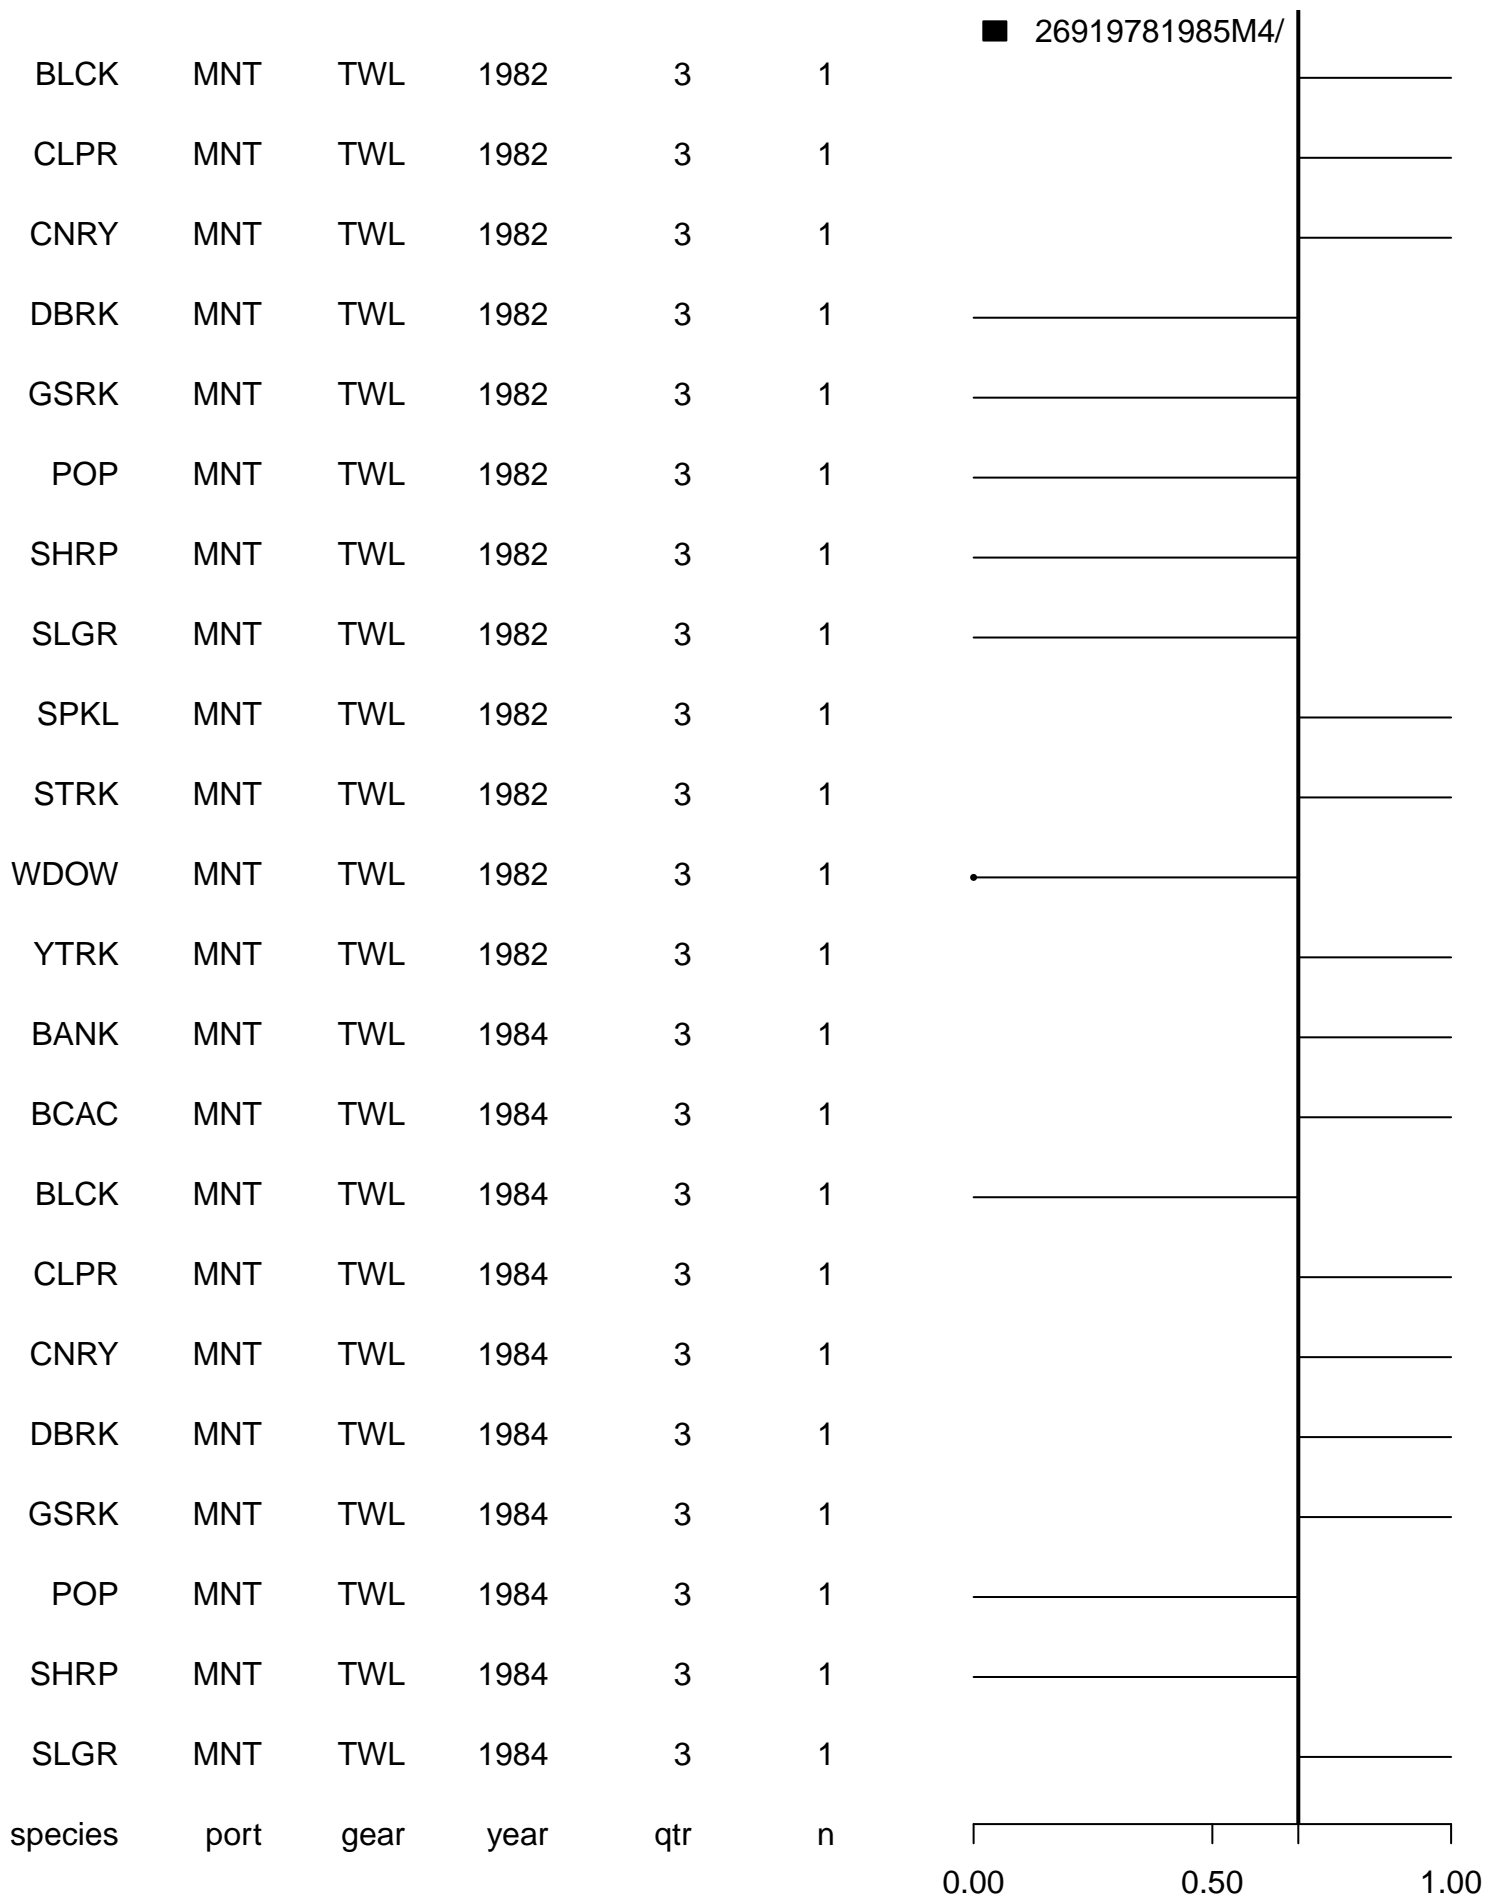 26919781985M4/
BLCK MNT TWL 1982 3 1
CLPR MNT TWL 1982 3 1
CNRY MNT TWL 1982 3 1
DBRK MNT TWL 1982 3 1
GSRK MNT TWL 1982 3 1
POP MNT TWL 1982 3 1
SHRP MNT TWL 1982 3 1
SLGR MNT TWL 1982 3 1
SPKL MNT TWL 1982 3 1
STRK MNT TWL 1982 3 1
WDOW MNT TWL 1982 3 1
YTRK MNT TWL 1982 3 1
BANK MNT TWL 1984 3 1
BCAC MNT TWL 1984 3 1
BLCK MNT TWL 1984 3 1
CLPR MNT TWL 1984 3 1
CNRY MNT TWL 1984 3 1
DBRK MNT TWL 1984 3 1
GSRK MNT TWL 1984 3 1
POP MNT TWL 1984 3 1
SHRP MNT TWL 1984 3 1
SLGR MNT TWL 1984 3 1
species port gear year qtr n
0.00 0.50 1.00